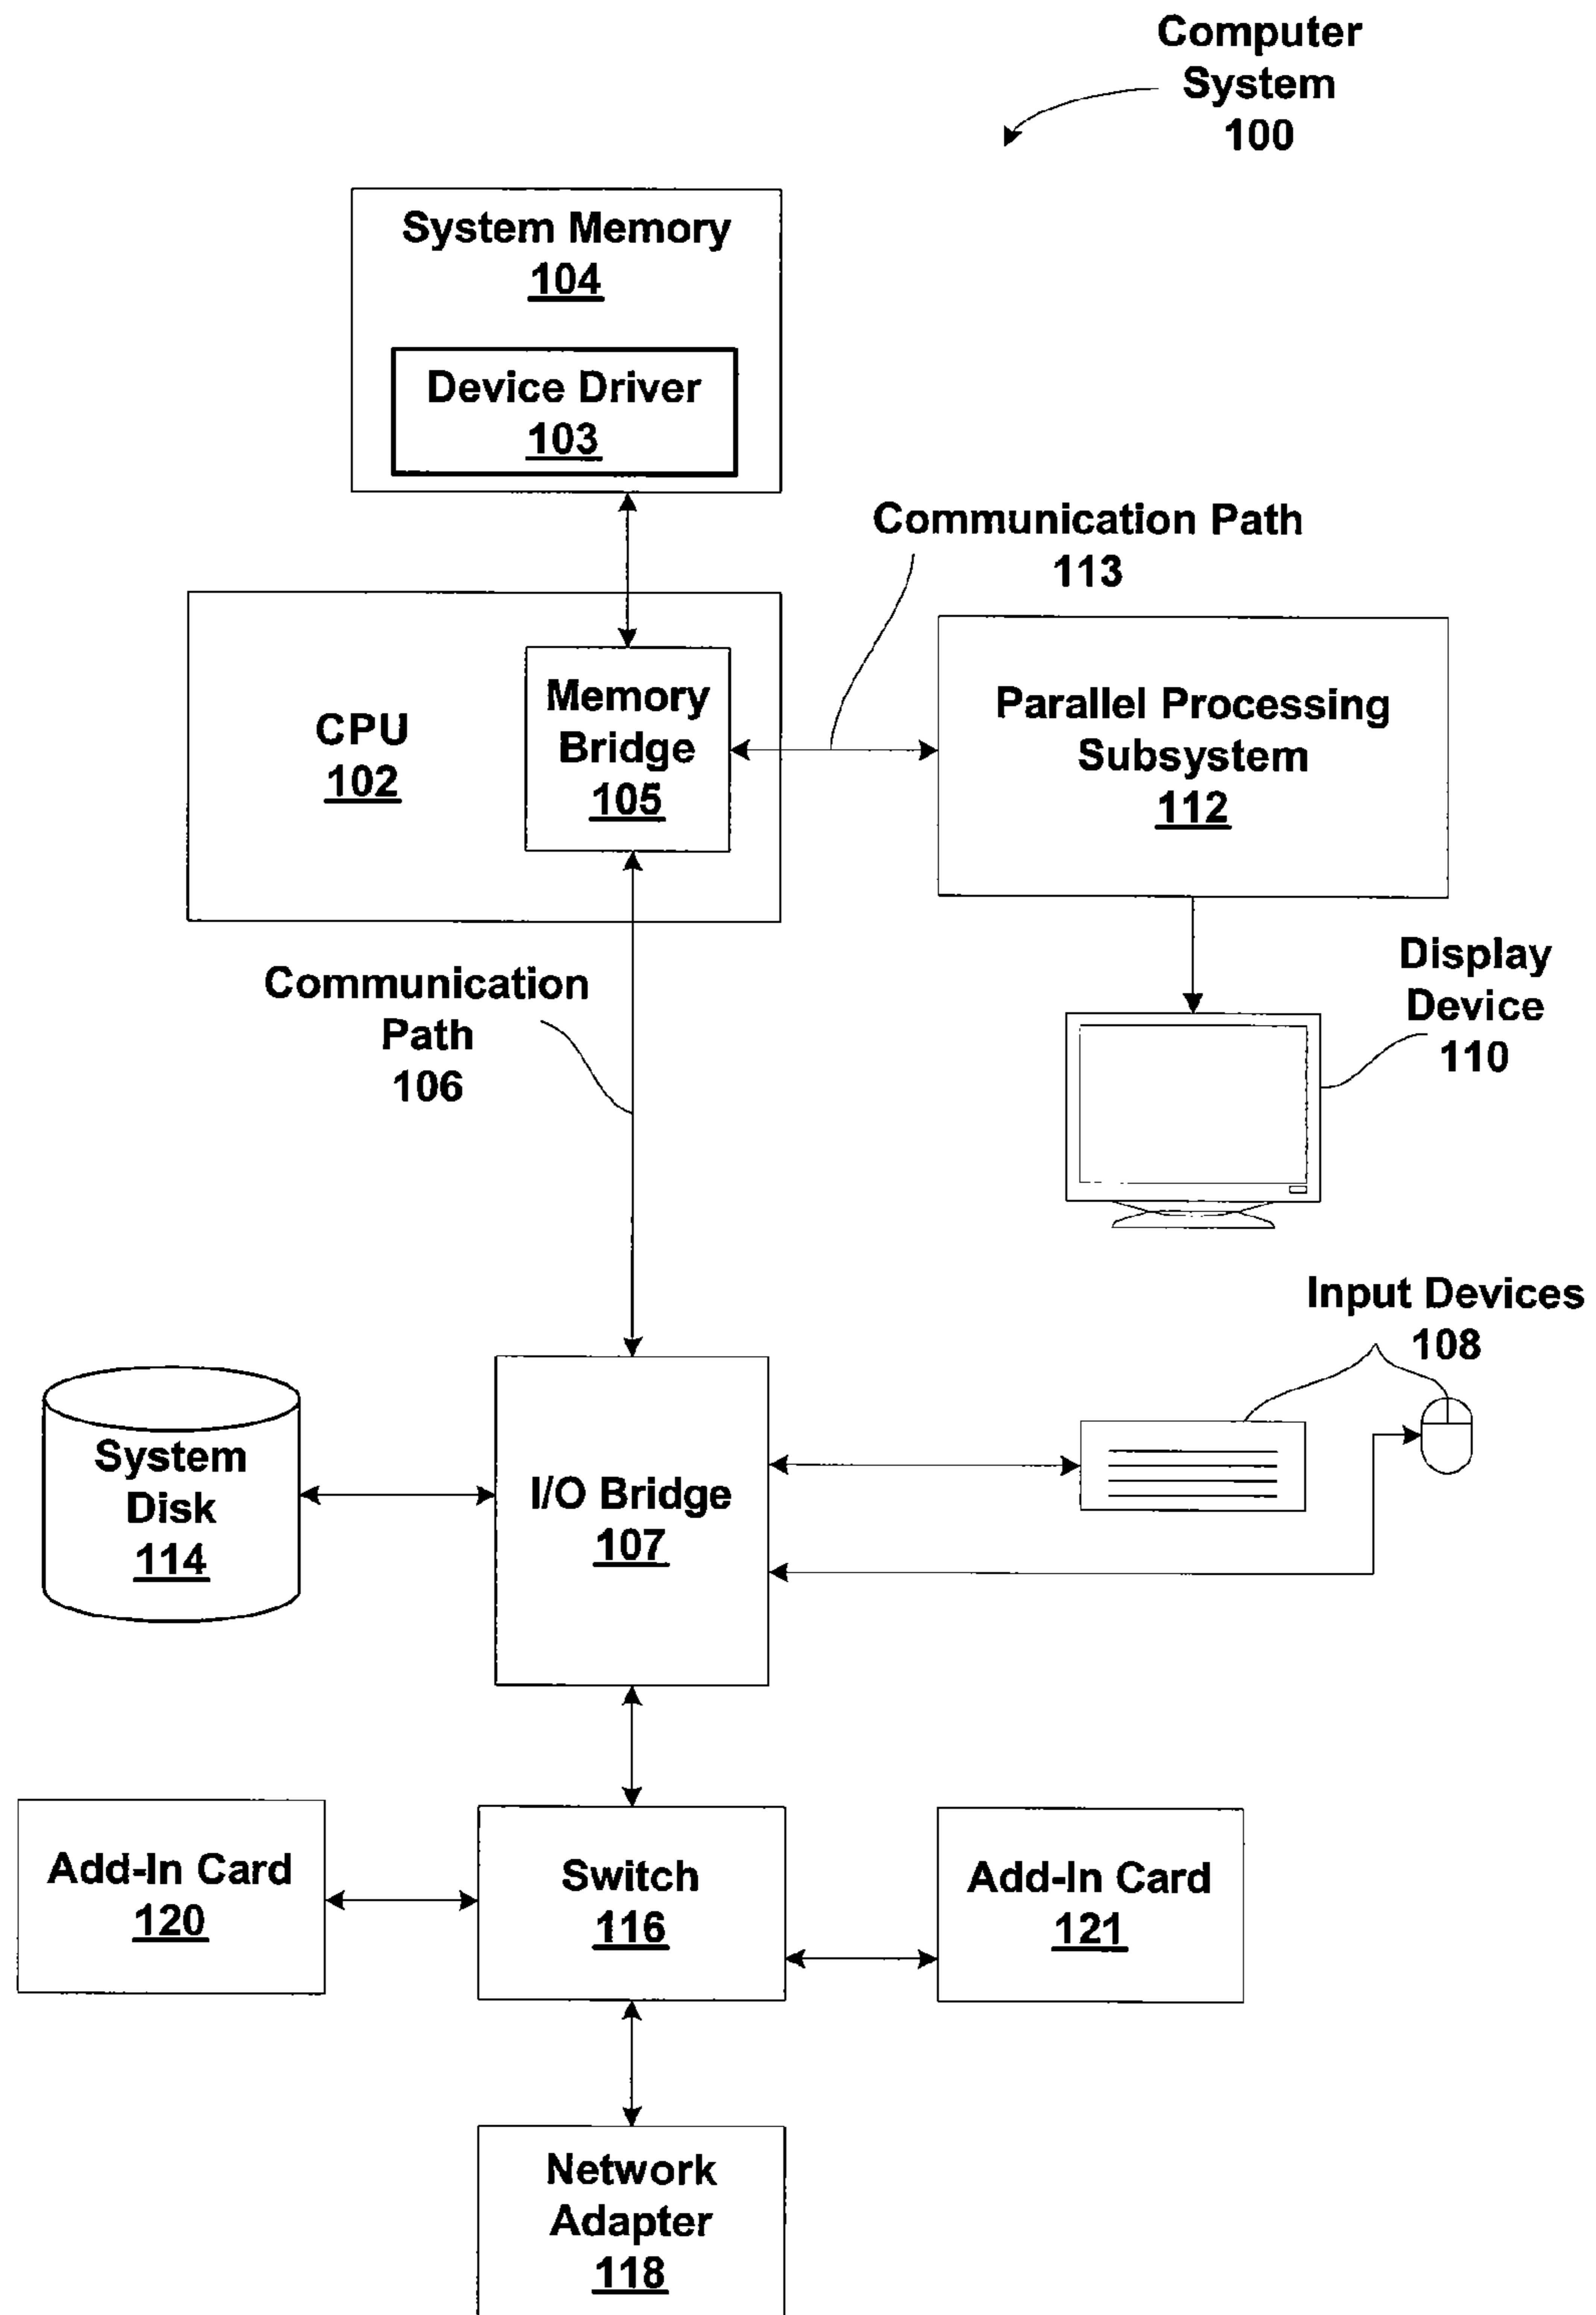 Computer
System
100
System Memory
104
Device Driver
103
Communication Path
113
CPU
102
Memory
Bridge
105
Parallel Processing
Subsystem
112
Communication
Path
106
Display
Device
110
Input Devices
108
System
Disk
114
I/O Bridge
107
Add-In Card
120
Switch
116
Add-In Card
121
Network
Adapter
118